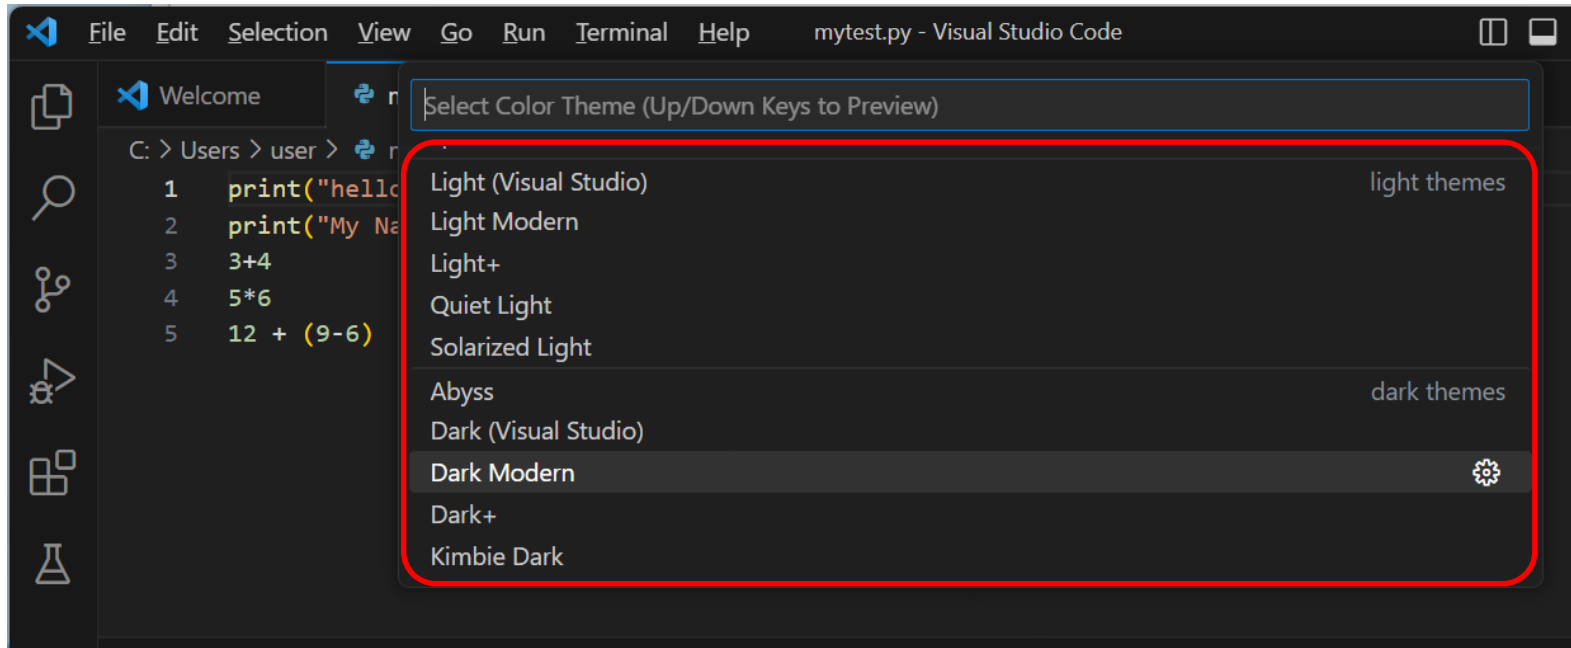 File Edit Selection View Go Run Terminal Help mytest.py - Visual Studio Code
Welcome
Select Color Theme (Up/Down Keys to Preview)
C: > Users > user >
1 print("hello
2 print("My Na
3 3+4
4 5*6
5 12 + (9-6)
Light (Visual Studio) light themes
Light Modern
Light+
Quiet Light
Solarized Light
Abyss dark themes
Dark (Visual Studio)
Dark Modern
Dark+
Kimbie Dark